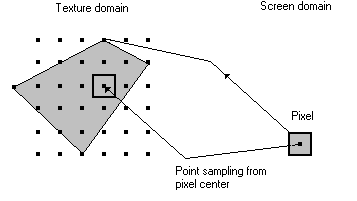 Texture domain
Screen domain
Pixel
Point sampling from
pixel center